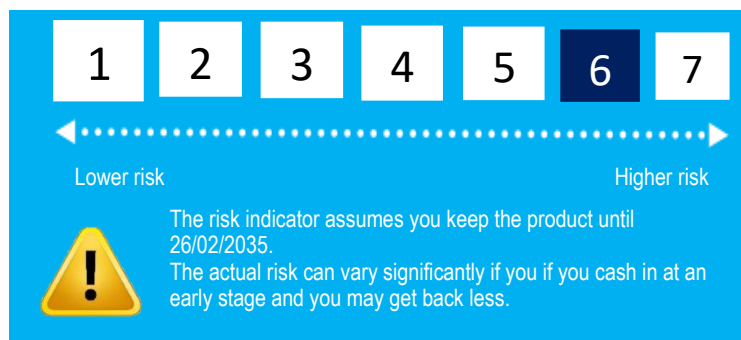 1 2 3 4 5 6 7
Lower risk Higher risk
The risk indicator assumes you keep the product until
26/02/2035.
The actual risk can vary significantly if you if you cash in at an
early stage and you may get back less.